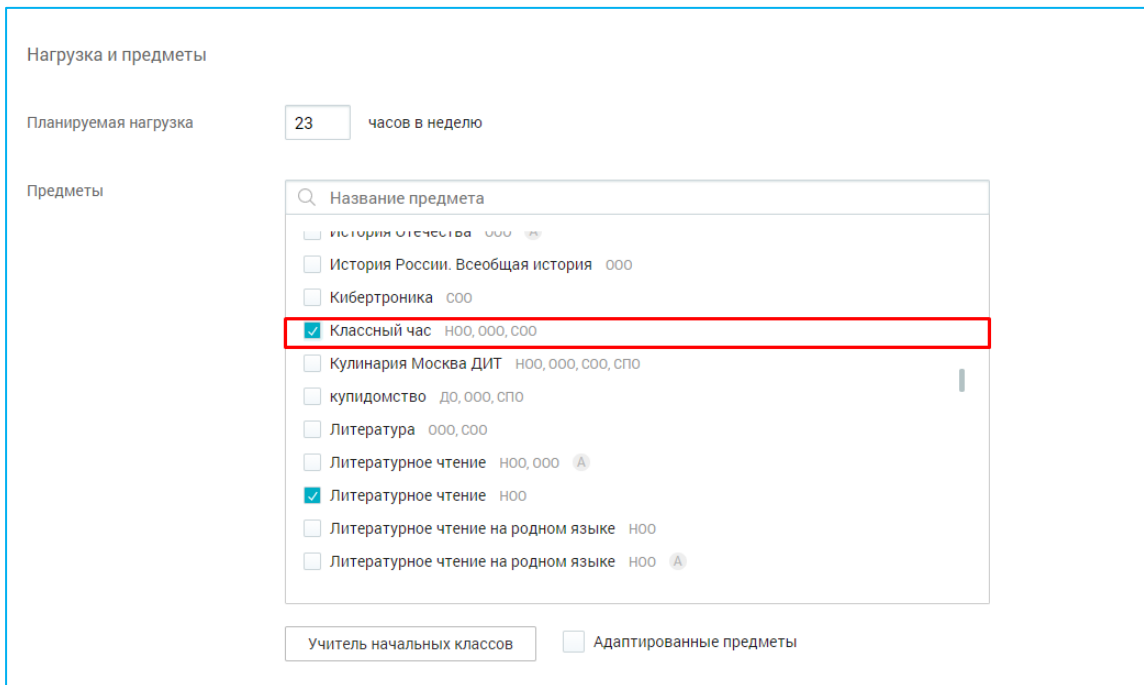 Нагрузка и предметы
Планируемая нагрузка 23 часов в неделю
Предметы Название предмета
История Отечества ООО А
История России. Всеобщая история ООО
Кибертроника СОО
Классный час НОО, ООО, СОО
Кулинария Москва ДИТ НОО, ООО, СОО, СПО
купидомство ДО, ООО, СПО
Литература ООО, СОО
Литературное чтение НОО, ООО А
Литературное чтение НОО
Литературное чтение на родном языке НОО
Литературное чтение на родном языке НОО А
Учитель начальных классов Адаптированные предметы